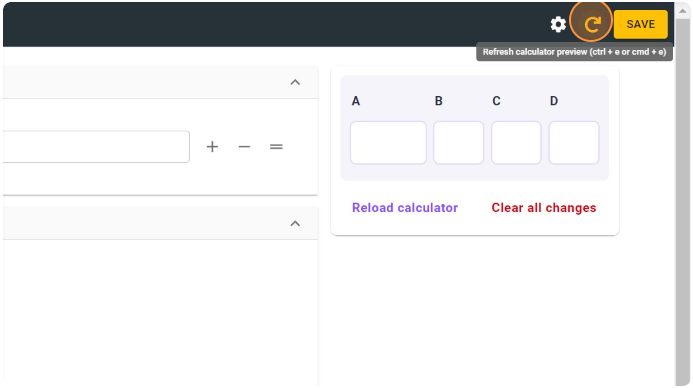 SAVE
Refresh calculator preview (ctrl + e or cmd + e)
A B C D
Reload calculator Clear all changes